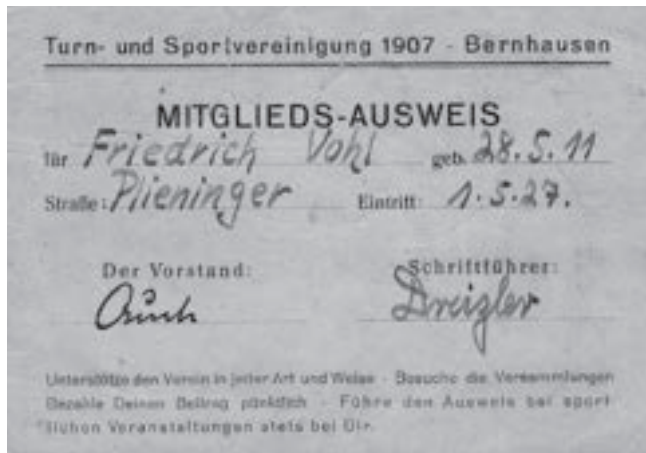 Turn- und Sportvereinigung 1907 - Bernhausen
MITGLIEDS-AUSWEIS
für Friedrich Vohl geb. 28.5.11
Straße: Plieninger Eintritt: 1.5.27.
Der Vorstand: Schriftführer:
Auch Dreizler
Unterstütze den Verein in jeder Art und Weise - Besuche die Versammlungen
Bezahle Deinen Beitrag pünktlich - Führe den Ausweis bei sport
lichen Veranstaltungen stets bei Dir.